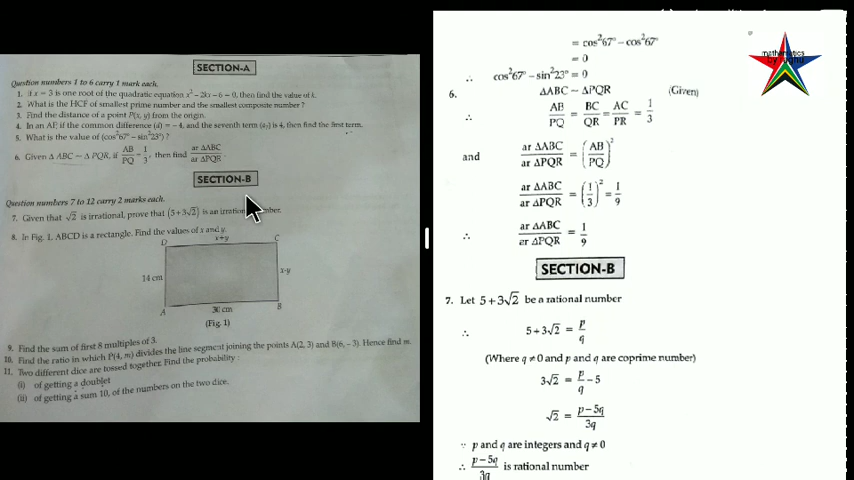 SECTION-A
Question numbers 1 to 6 carry 1 mark each.
1. If x = 3 is one root of the quadratic equation x² – 2kx – 6 = 0, then find the value of k.
2. What is the HCF of smallest prime number and the smallest composite number ?
3. Find the distance of a point P(x, y) from the origin.
4. In an AP, if the common difference (d) = – 4, and the seventh term (a₇) is 4, then find the first term.
5. What is the value of (cos²67° – sin²23°) ?
6. Given Δ ABC ~ Δ PQR, if AB/PQ = 1/3, then find ar ΔABC/ar ΔPQR.
SECTION-B
Question numbers 7 to 12 carry 2 marks each.
7. Given that √2 is irrational, prove that (5 + 3√2) is an irrational number.
8. In Fig. 1, ABCD is a rectangle. Find the values of x and y.
D x+y C
14 cm x-y
A 30 cm B
(Fig. 1)
9. Find the sum of first 8 multiples of 3.
10. Find the ratio in which P(4, m) divides the line segment joining the points A(2, 3) and B(6, – 3). Hence find m.
11. Two different dice are tossed together. Find the probability :
(i) of getting a doublet
(ii) of getting a sum 10, of the numbers on the two dice.
= cos²67° – cos²67°
= 0
∴ cos²67° – sin²23° = 0
6. ΔABC ~ ΔPQR (Given)
∴ AB/PQ = BC/QR = AC/PR = 1/3
and ar ΔABC/ar ΔPQR = (AB/PQ)²
ar ΔABC/ar ΔPQR = (1/3)² = 1/9
∴ ar ΔABC/ar ΔPQR = 1/9
SECTION-B
7. Let 5 + 3√2 be a rational number
∴ 5 + 3√2 = p/q
(Where q ≠ 0 and p and q are coprime number)
3√2 = p/q – 5
√2 = p – 5q/3q
∵ p and q are integers and q ≠ 0
∴ p – 5q/3q is rational number
mathematics
by